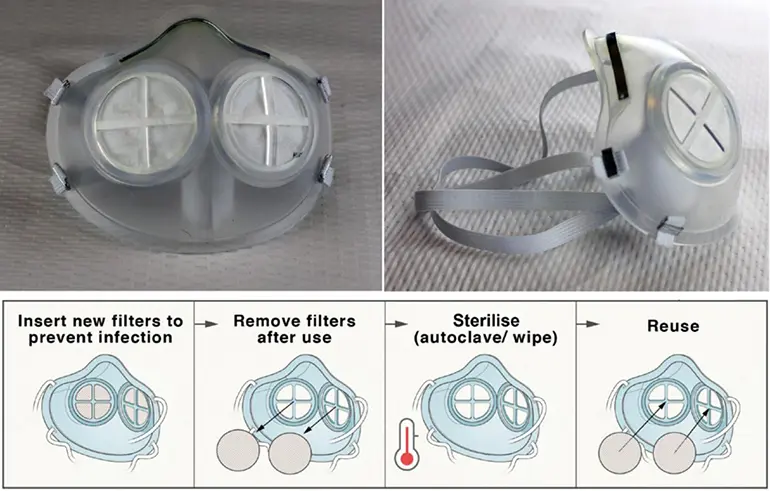 Insert new filters to
prevent infection
Remove filters
after use
Sterilise
(autoclave/ wipe)
Reuse